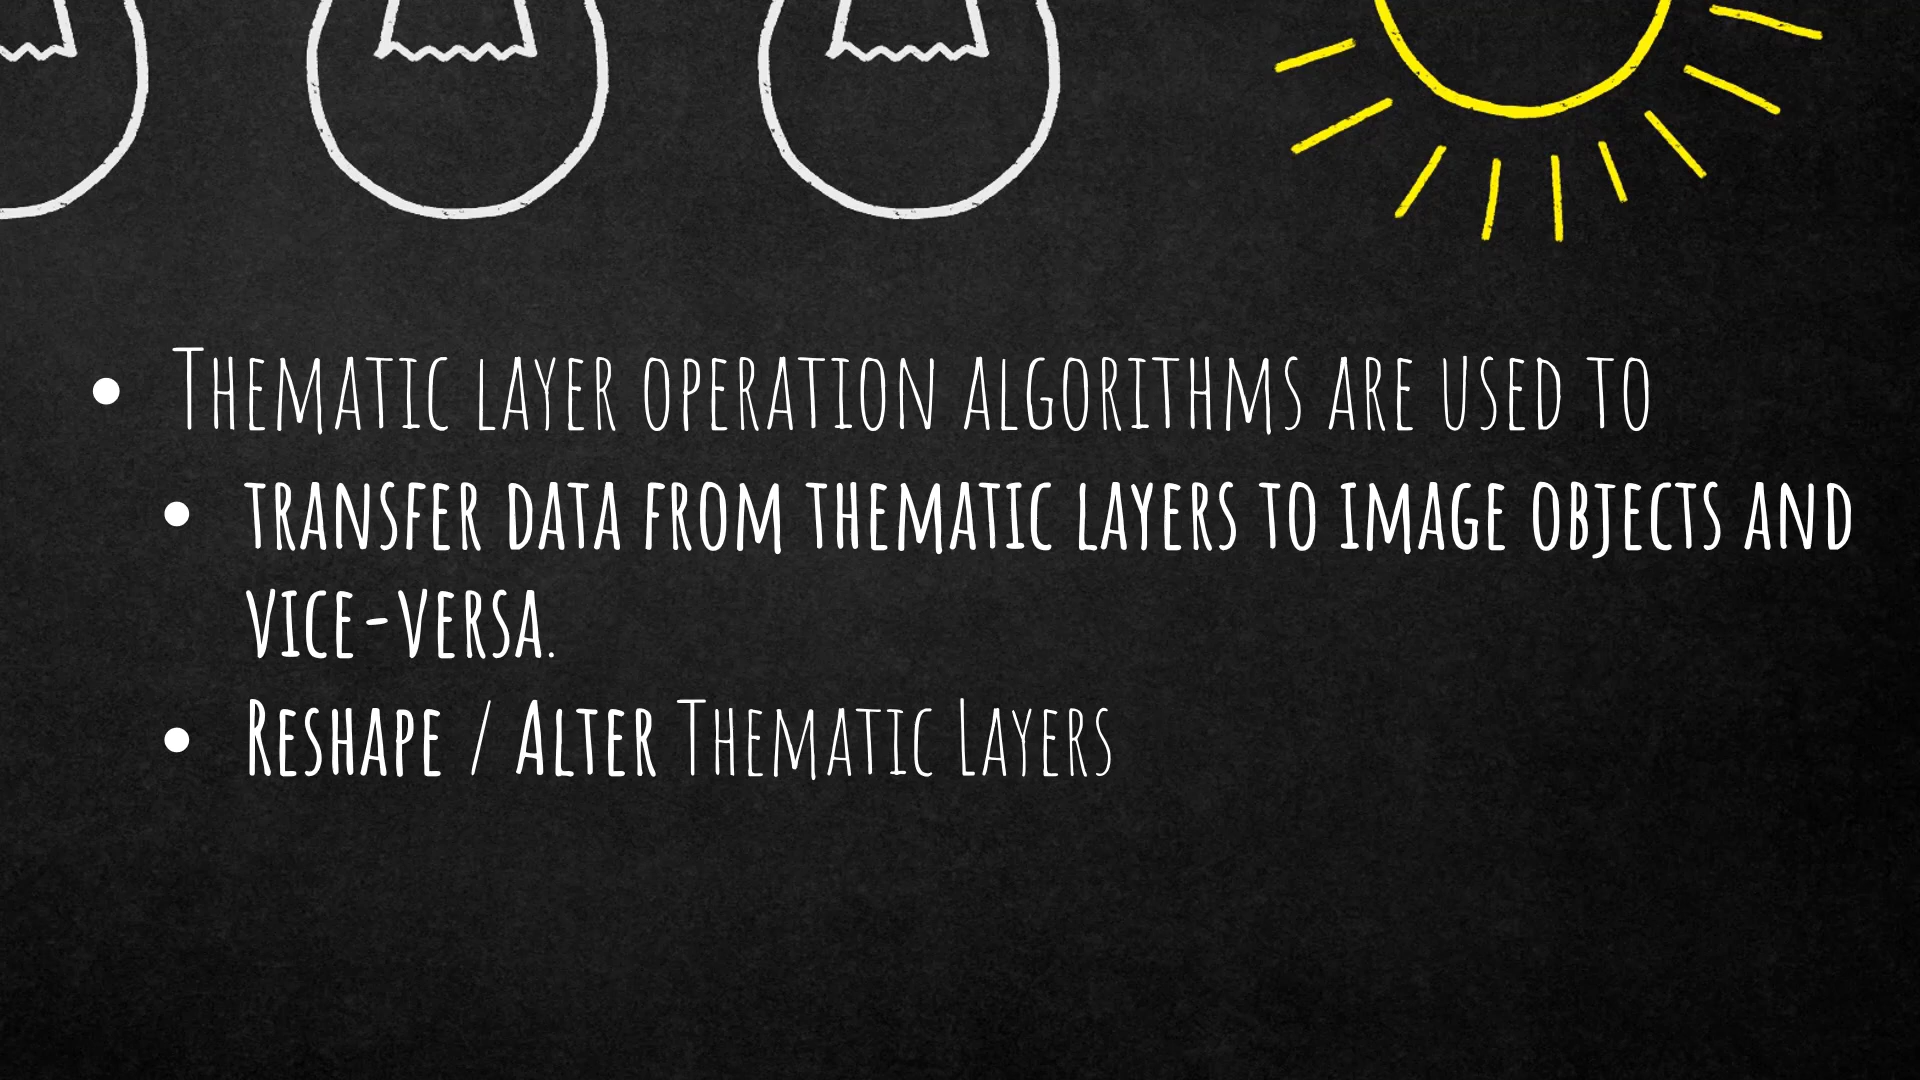 • Thematic layer operation algorithms are used to
• transfer data from thematic layers to image objects and
vice-versa.
• Reshape / Alter Thematic Layers